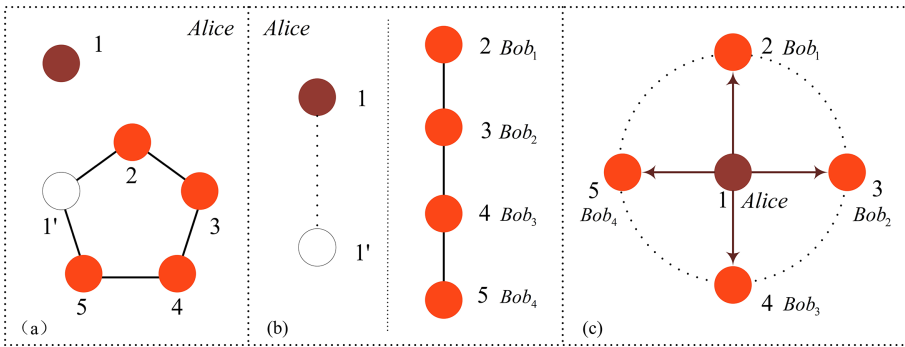 1 Alice
2
1'
3
5 4
(a)
Alice
1
1'
(b)
2 Bob₁
3 Bob₂
4 Bob₃
5 Bob₄
2 Bob₁
5 Bob₄
1 Alice
3 Bob₂
4 Bob₃
(c)